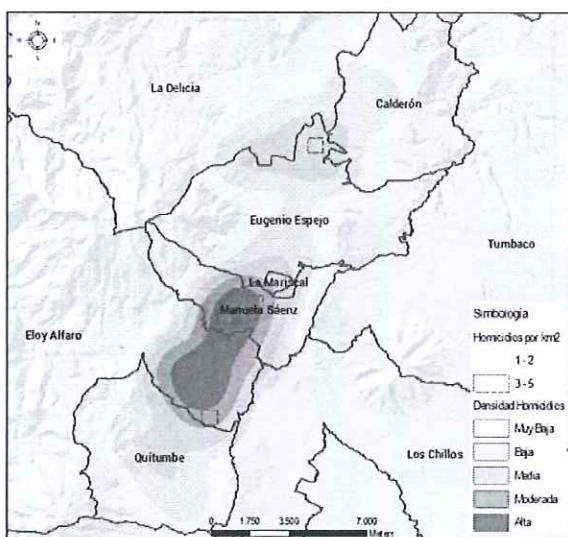 N
La Delicia
Calderón
Eugenio Espejo
Tumbaco
La Mariscal
Manuela Sáenz
Eloy Alfaro
Quitumbe
Los Chillos
Simbología
Homicidios por km2
1 - 2
3 - 5
Densidad Homicidios
Muy Baja
Baja
Media
Moderada
Alta
0 1.750 3.500 7.000
Meters